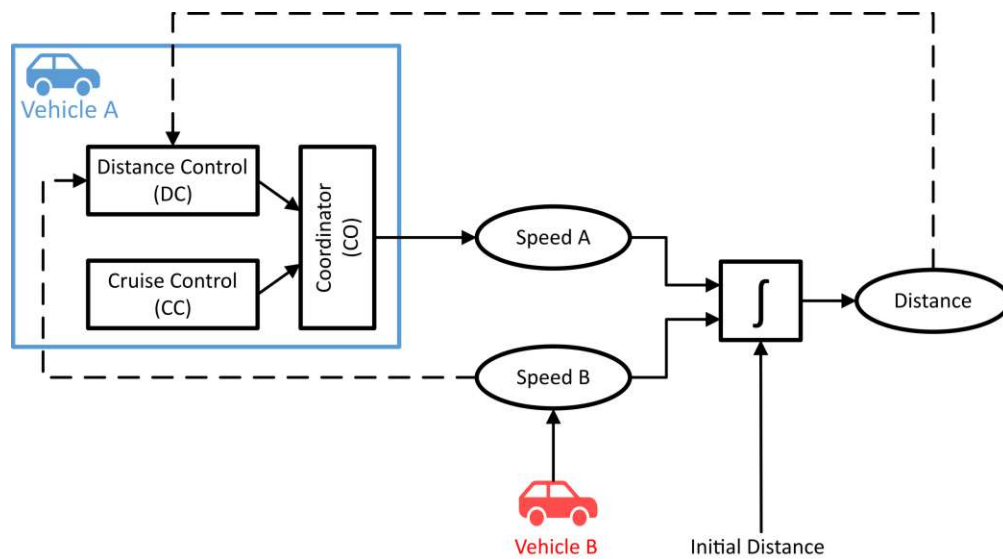 Vehicle A
Distance Control
(DC)
Cruise Control
(CC)
Coordinator
(CO)
Speed A
Speed B
∫
Distance
Vehicle B
Initial Distance